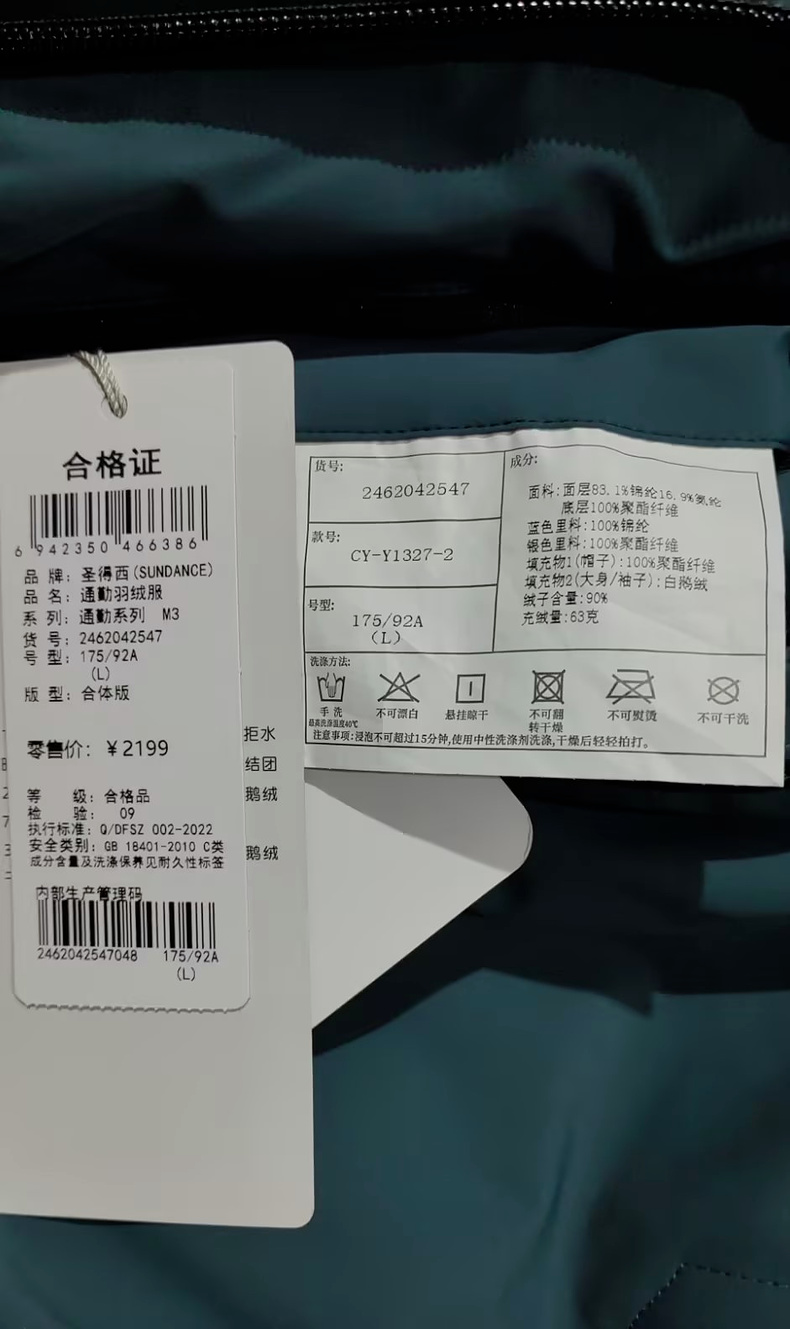 合格证
6 942350 466386
品 牌: 圣得西(SUNDANCE)
品 名: 通勤羽绒服
系 列: 通勤系列 M3
货 号: 2462042547
号 型: 175/92A
(L)
版 型: 合体版
零售价: ￥2199
等 级: 合格品
检 验: 09
执行标准: Q/DFSZ 002-2022
安全类别: GB 18401-2010 C类
成分含量及洗涤保养见耐久性标签
内部生产管理码
2462042547048 175/92A
(L)
拒水
结团
鹅绒
鹅绒
货号:
2462042547
款号:
CY-Y1327-2
号型:
175/92A
(L)
成分:
面料:面层83.1%锦纶16.9%氨纶
底层100%聚酯纤维
蓝色里料:100%锦纶
银色里料:100%聚酯纤维
填充物1(帽子):100%聚酯纤维
填充物2(大身/袖子):白鹅绒
绒子含量:90%
充绒量:63克
洗涤方法:
手 洗
最高洗涤温度40℃
不可漂白
悬挂晾干
不可翻
转干燥
不可熨烫
不可干洗
注意事项:浸泡不可超过15分钟,使用中性洗涤剂洗涤,干燥后轻轻拍打。